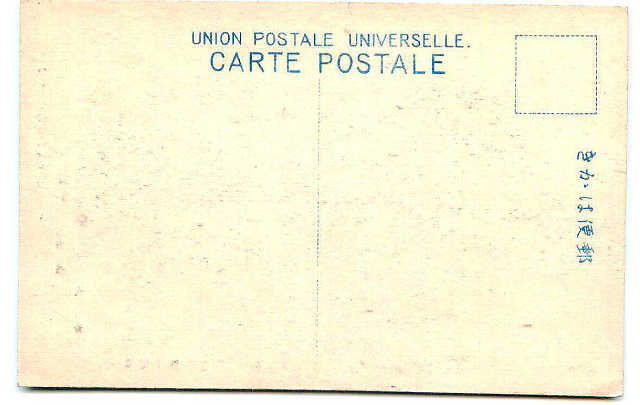 UNION POSTALE UNIVERSELLE.
CARTE POSTALE
郵便はかき